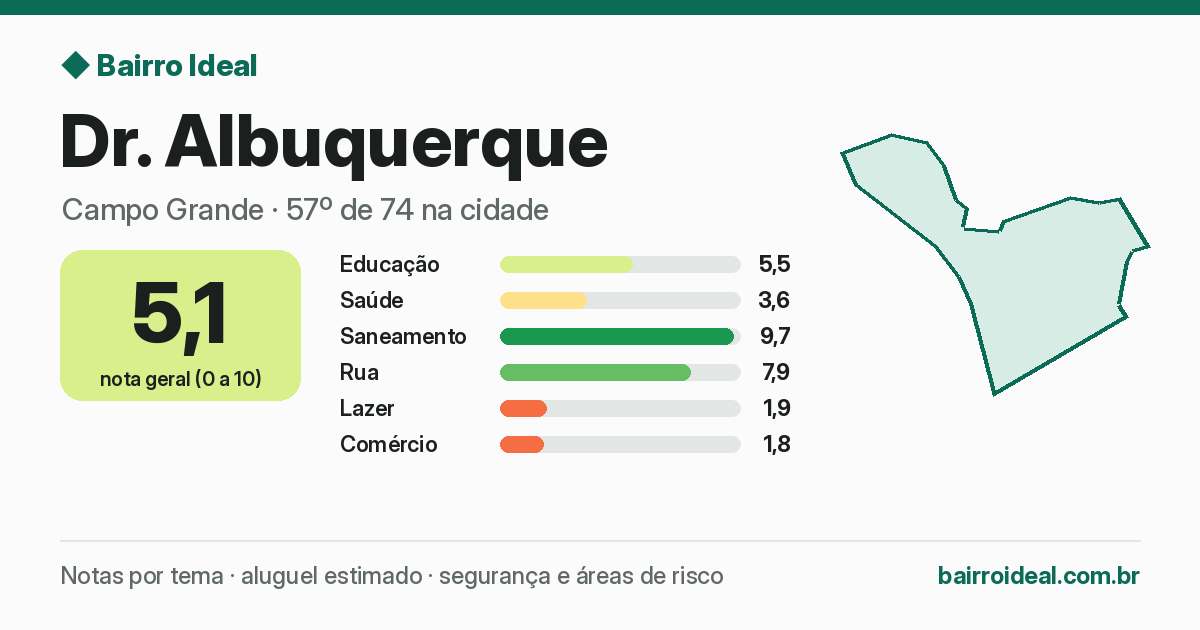 Bairro Ideal
Dr. Albuquerque
Campo Grande · 57º de 74 na cidade
5,1
nota geral (0 a 10)
Educação 5,5
Saúde 3,6
Saneamento 9,7
Rua 7,9
Lazer 1,9
Comércio 1,8
Notas por tema · aluguel estimado · segurança e áreas de risco
bairroideal.com.br